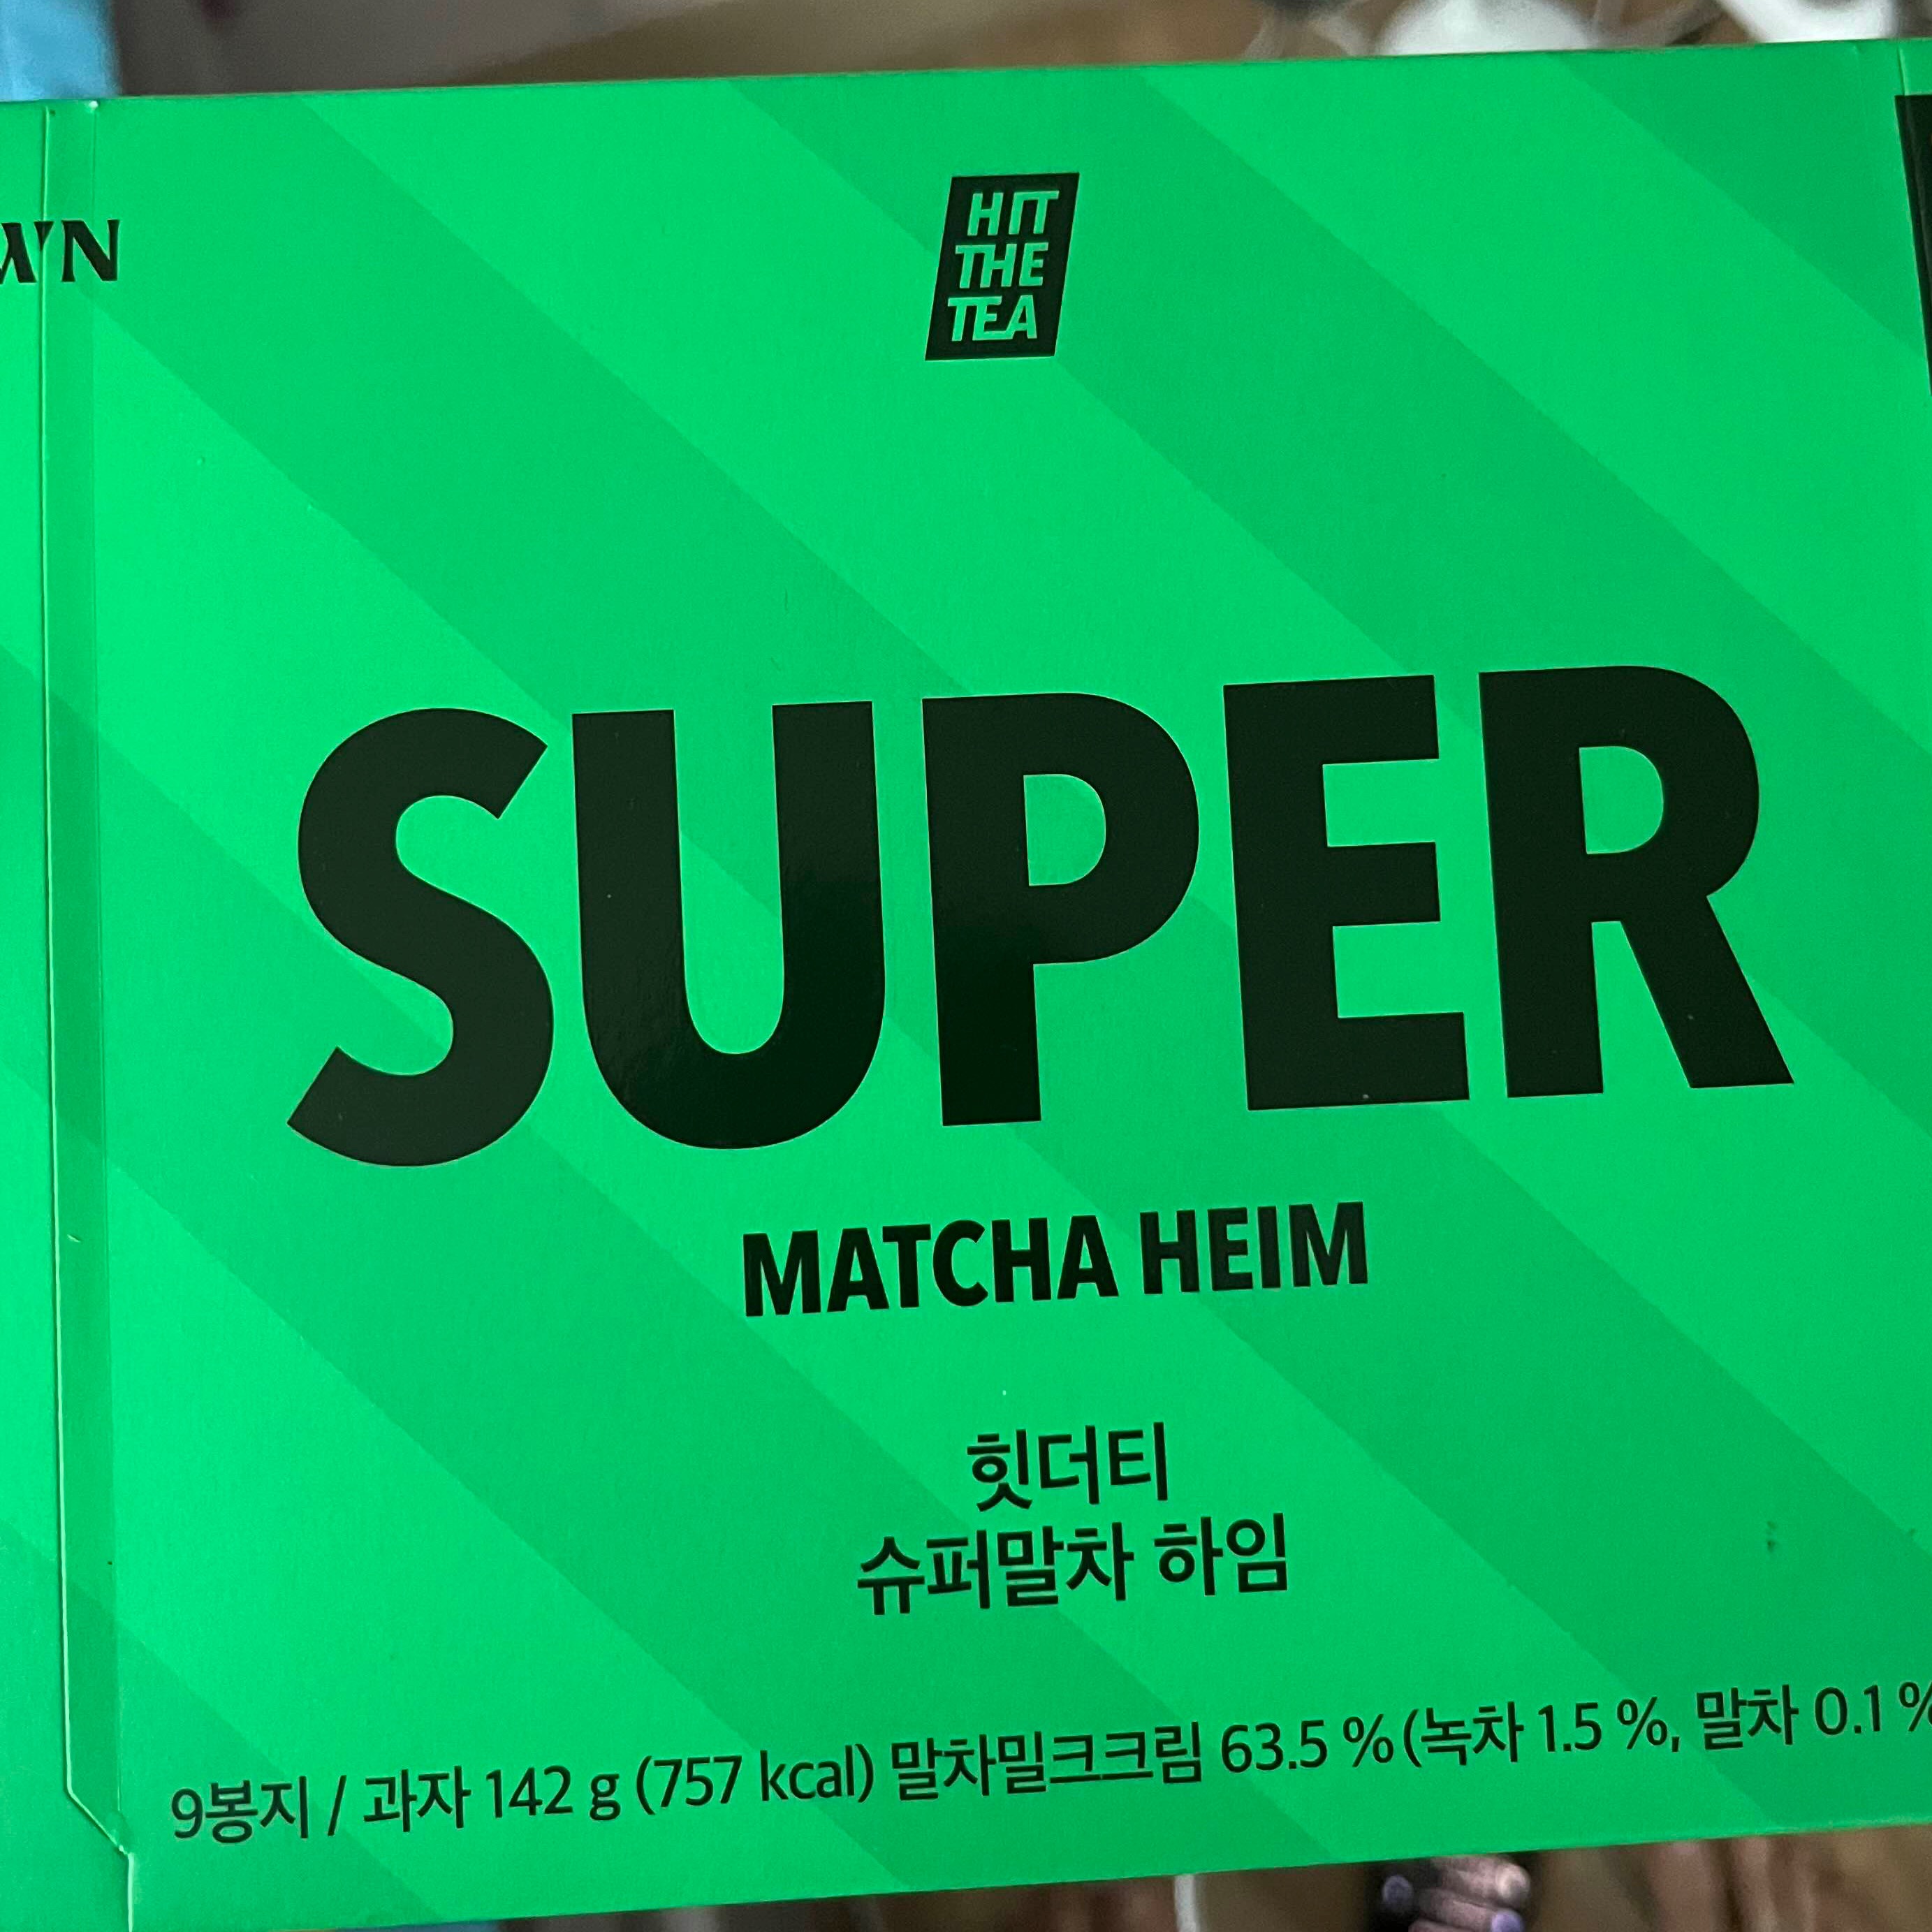 HIT
THE
TEA
SUPER
MATCHA HEIM
힛더티
슈퍼말차 하임
9봉지 / 과자 142 g (757 kcal) 말차밀크크림 63.5 % (녹차 1.5 %, 말차 0.1 %